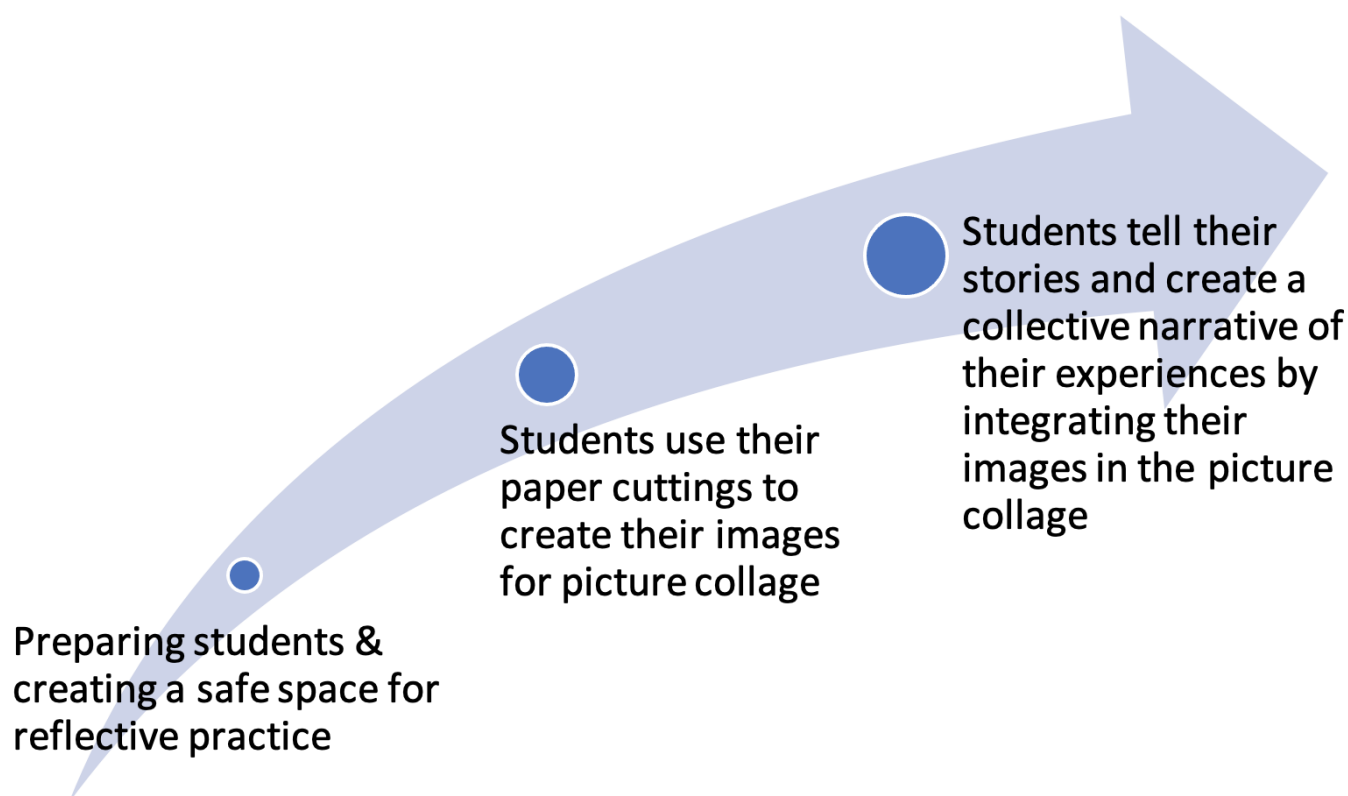 Preparing students &
creating a safe space for
reflective practice
Students use their
paper cuttings to
create their images
for picture collage
Students tell their
stories and create a
collective narrative of
their experiences by
integrating their
images in the picture
collage